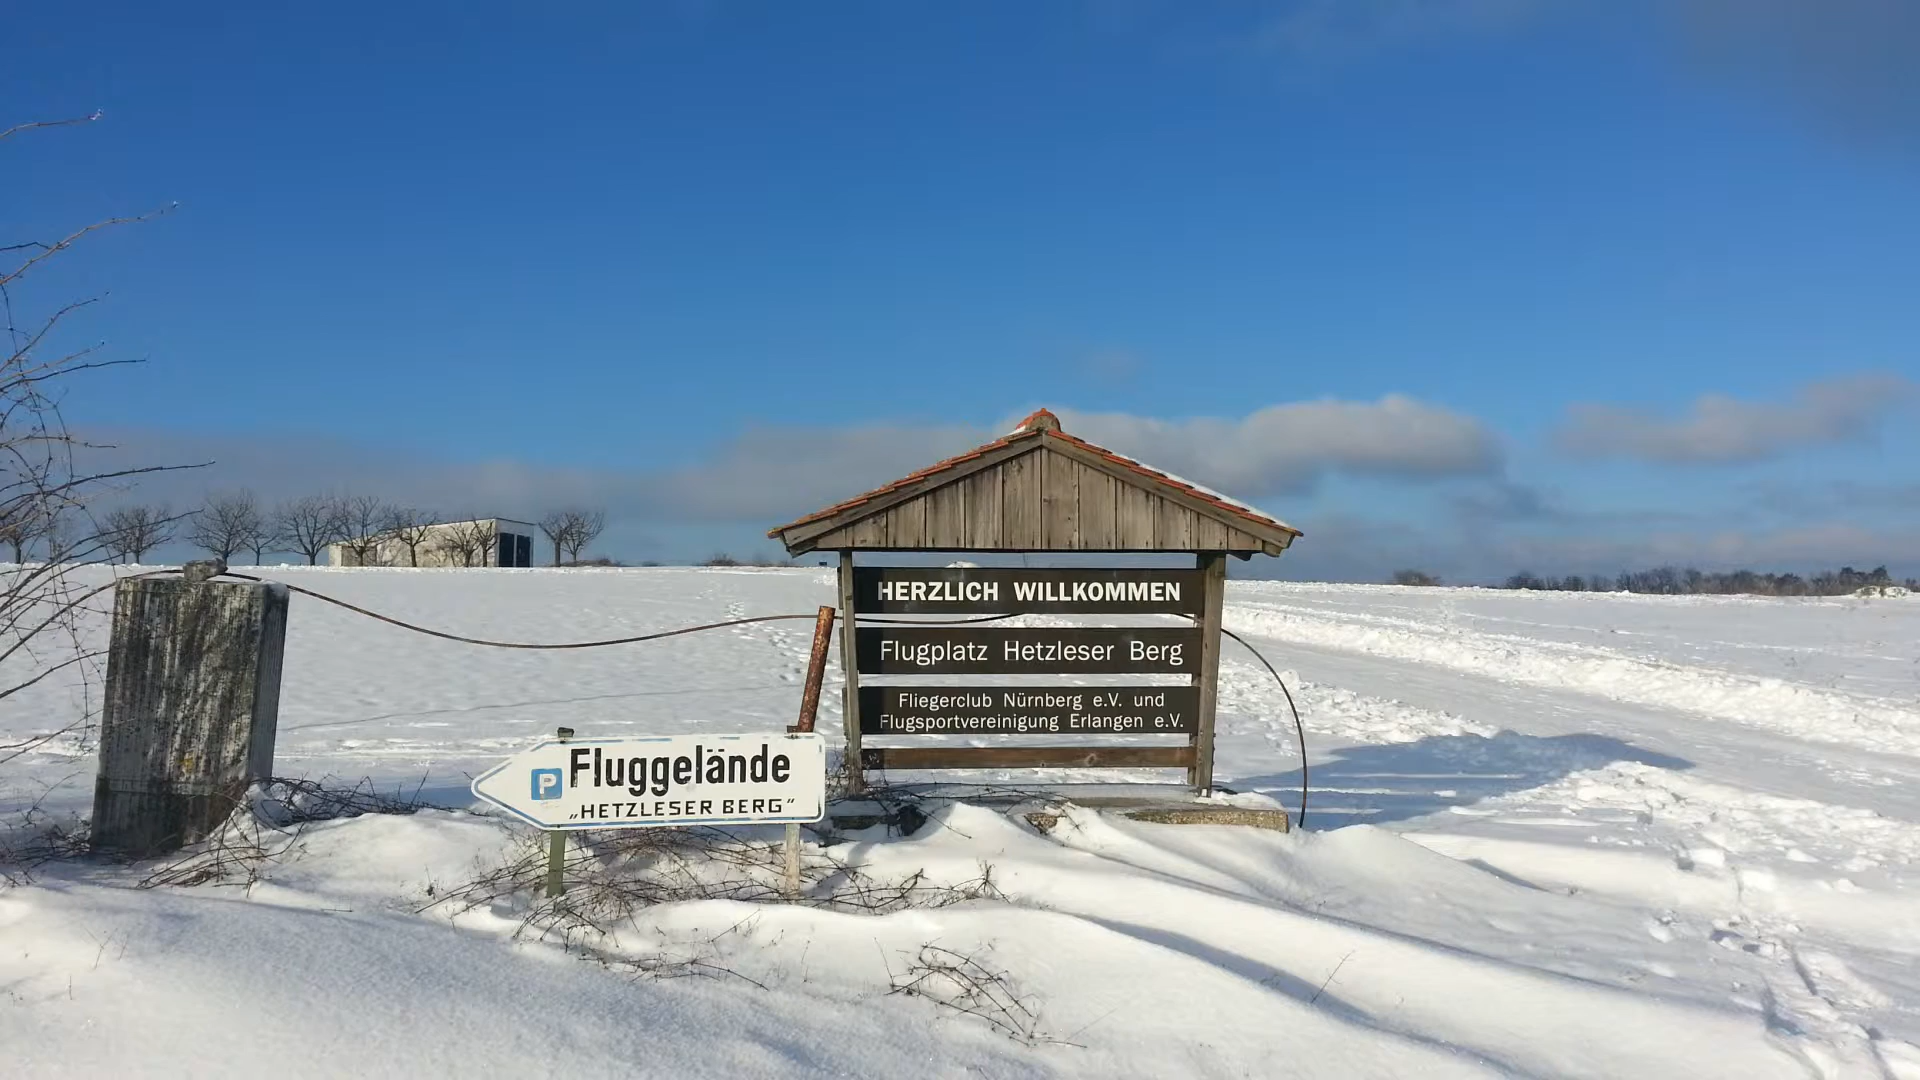 HERZLICH WILLKOMMEN
Flugplatz Hetzleser Berg
Fliegerclub Nürnberg e.V. und
Flugsportvereinigung Erlangen e.V.
P Fluggelände
„HETZLESER BERG“